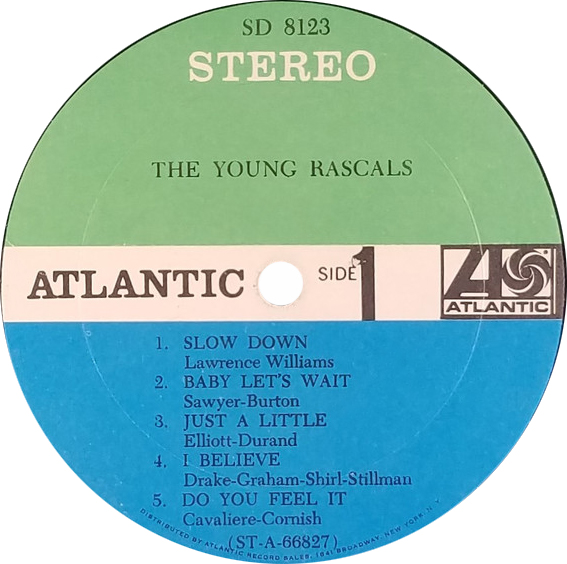 SD 8123
STEREO
THE YOUNG RASCALS
ATLANTIC
SIDE 1
ATLANTIC
1. SLOW DOWN
Lawrence Williams
2. BABY LET'S WAIT
Sawyer-Burton
3. JUST A LITTLE
Elliott-Durand
4. I BELIEVE
Drake-Graham-Shirl-Stillman
5. DO YOU FEEL IT
Cavaliere-Cornish
(ST-A-66827)
DISTRIBUTED BY ATLANTIC RECORD SALES, 1841 BROADWAY, NEW YORK, N. Y.